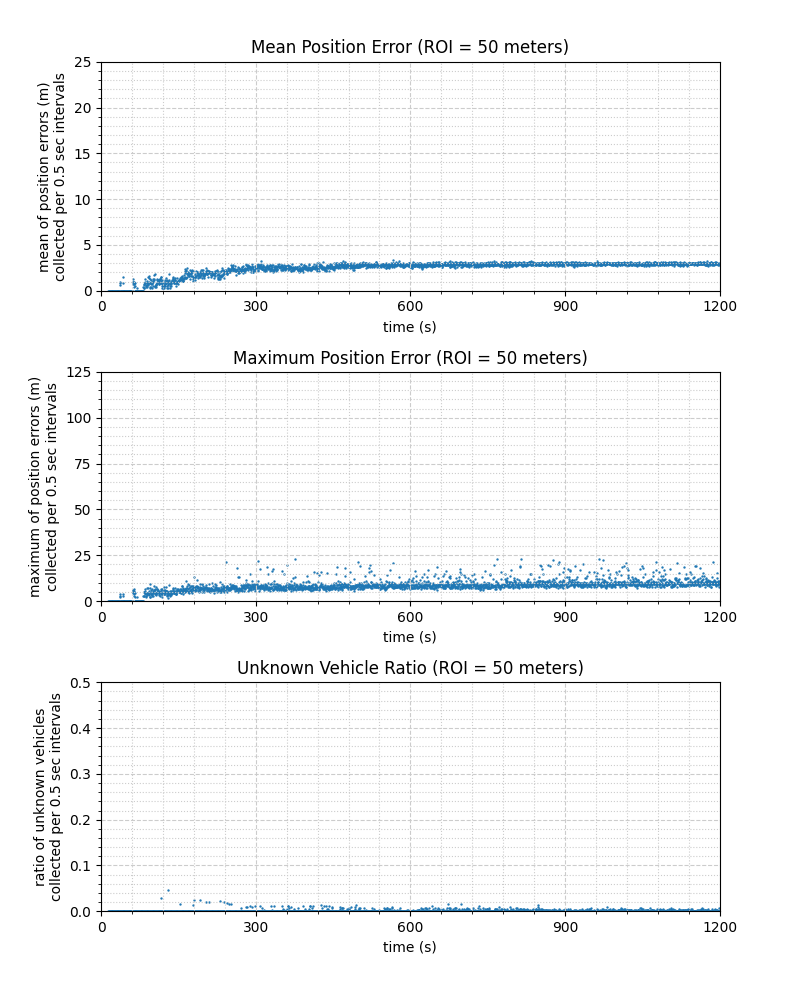 Mean Position Error (ROI = 50 meters)
mean of position errors (m)
collected per 0.5 sec intervals
25
20
15
10
5
0
0 300 600 900 1200
time (s)
Maximum Position Error (ROI = 50 meters)
maximum of position errors (m)
collected per 0.5 sec intervals
125
100
75
50
25
0
0 300 600 900 1200
time (s)
Unknown Vehicle Ratio (ROI = 50 meters)
ratio of unknown vehicles
collected per 0.5 sec intervals
0.5
0.4
0.3
0.2
0.1
0.0
0 300 600 900 1200
time (s)